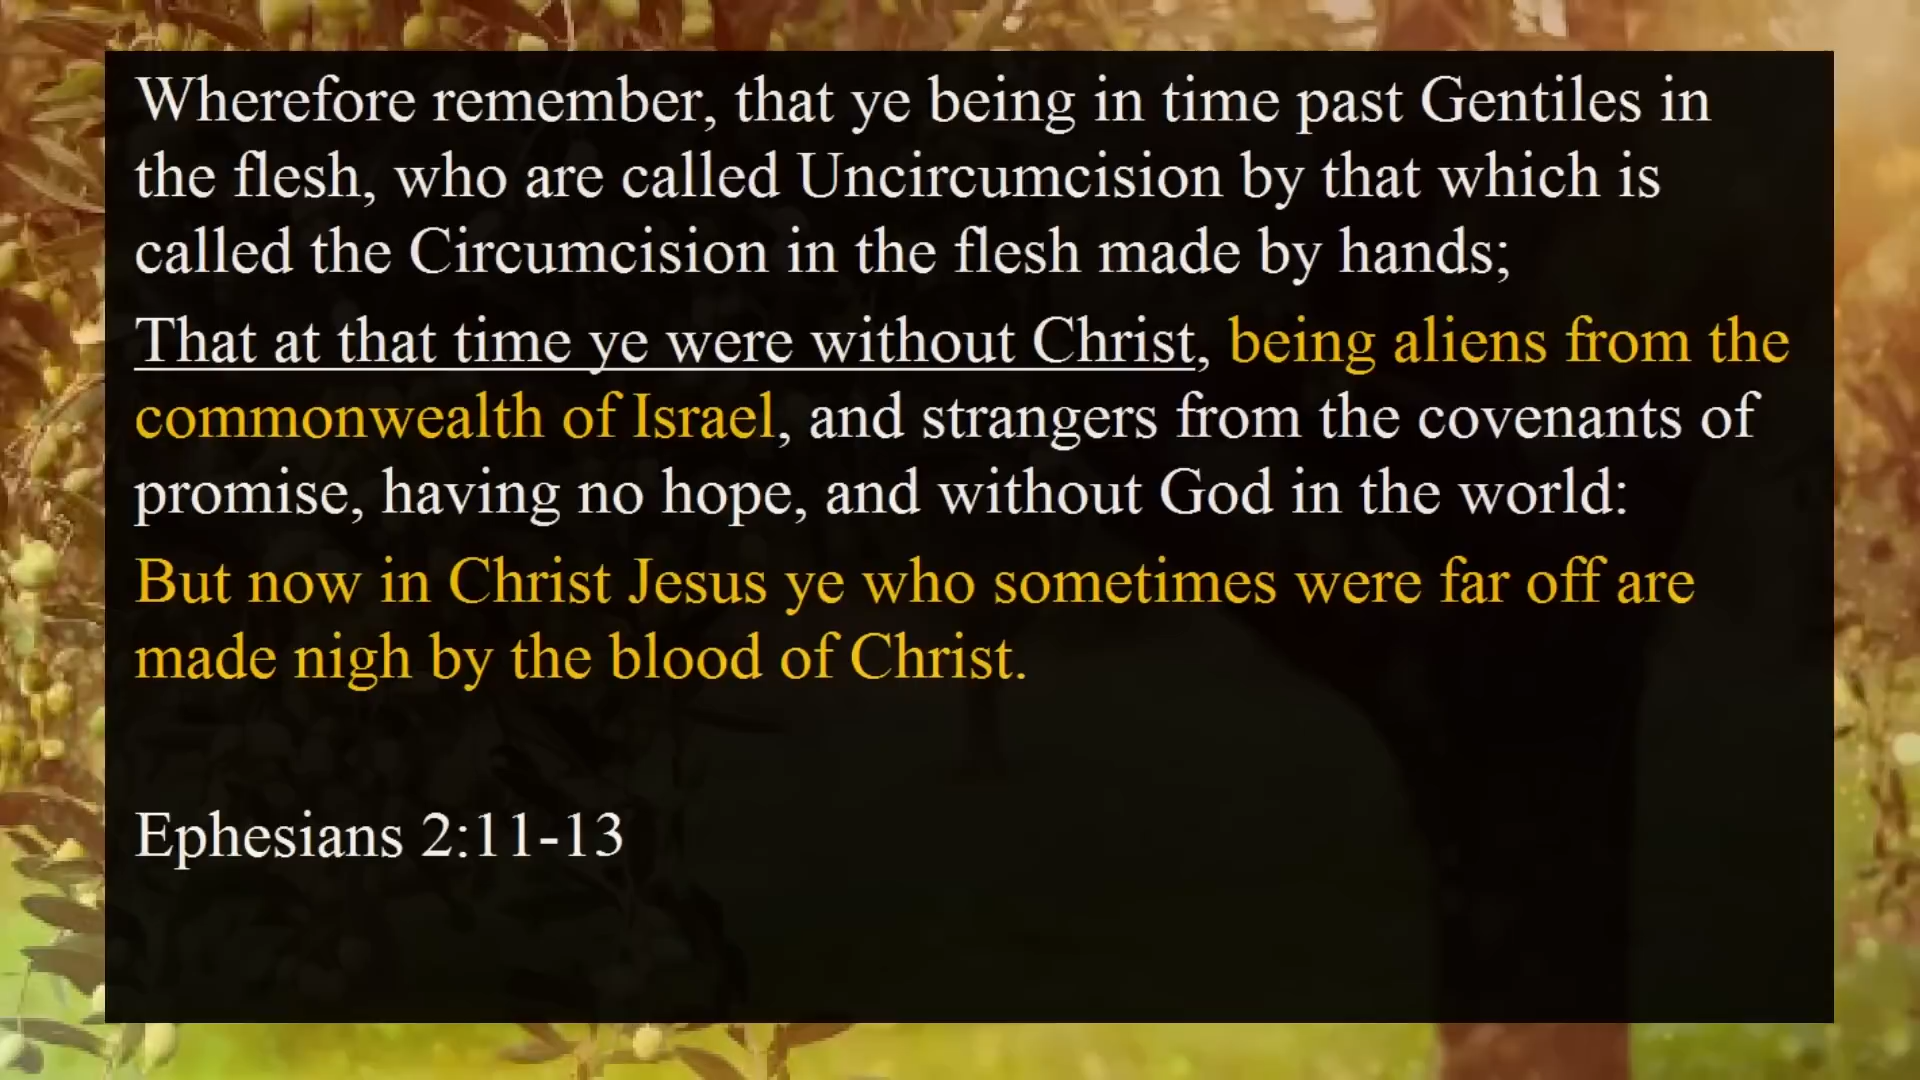 Wherefore remember, that ye being in time past Gentiles in
the flesh, who are called Uncircumcision by that which is
called the Circumcision in the flesh made by hands;
That at that time ye were without Christ, being aliens from the
commonwealth of Israel, and strangers from the covenants of
promise, having no hope, and without God in the world:
But now in Christ Jesus ye who sometimes were far off are
made nigh by the blood of Christ.
Ephesians 2:11-13